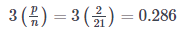 3(p/n) = 3(2/21) = 0.286